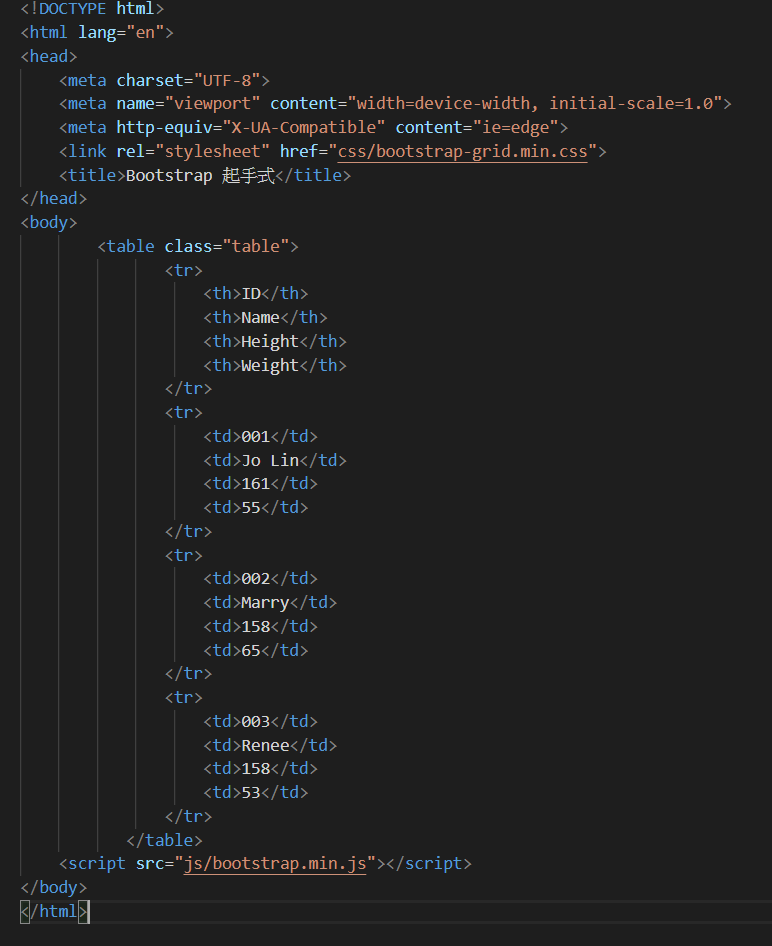 <!DOCTYPE html>
<html lang="en">
<head>
<meta charset="UTF-8">
<meta name="viewport" content="width=device-width, initial-scale=1.0">
<meta http-equiv="X-UA-Compatible" content="ie=edge">
<link rel="stylesheet" href="css/bootstrap-grid.min.css">
<title>Bootstrap 起手式</title>
</head>
<body>
<table class="table">
<tr>
<th>ID</th>
<th>Name</th>
<th>Height</th>
<th>Weight</th>
</tr>
<tr>
<td>001</td>
<td>Jo Lin</td>
<td>161</td>
<td>55</td>
</tr>
<tr>
<td>002</td>
<td>Marry</td>
<td>158</td>
<td>65</td>
</tr>
<tr>
<td>003</td>
<td>Renee</td>
<td>158</td>
<td>53</td>
</tr>
</table>
<script src="js/bootstrap.min.js"></script>
</body>
</html>